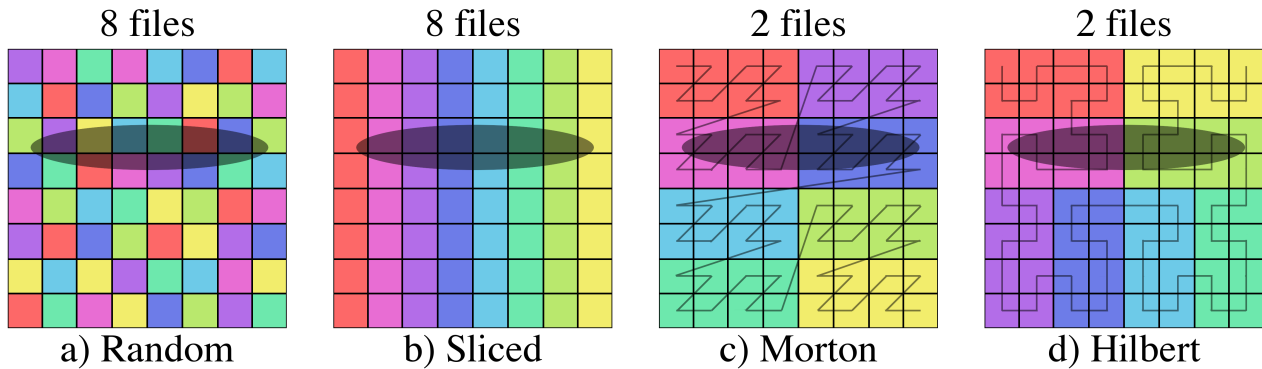 8 files
8 files
2 files
2 files
a) Random
b) Sliced
c) Morton
d) Hilbert